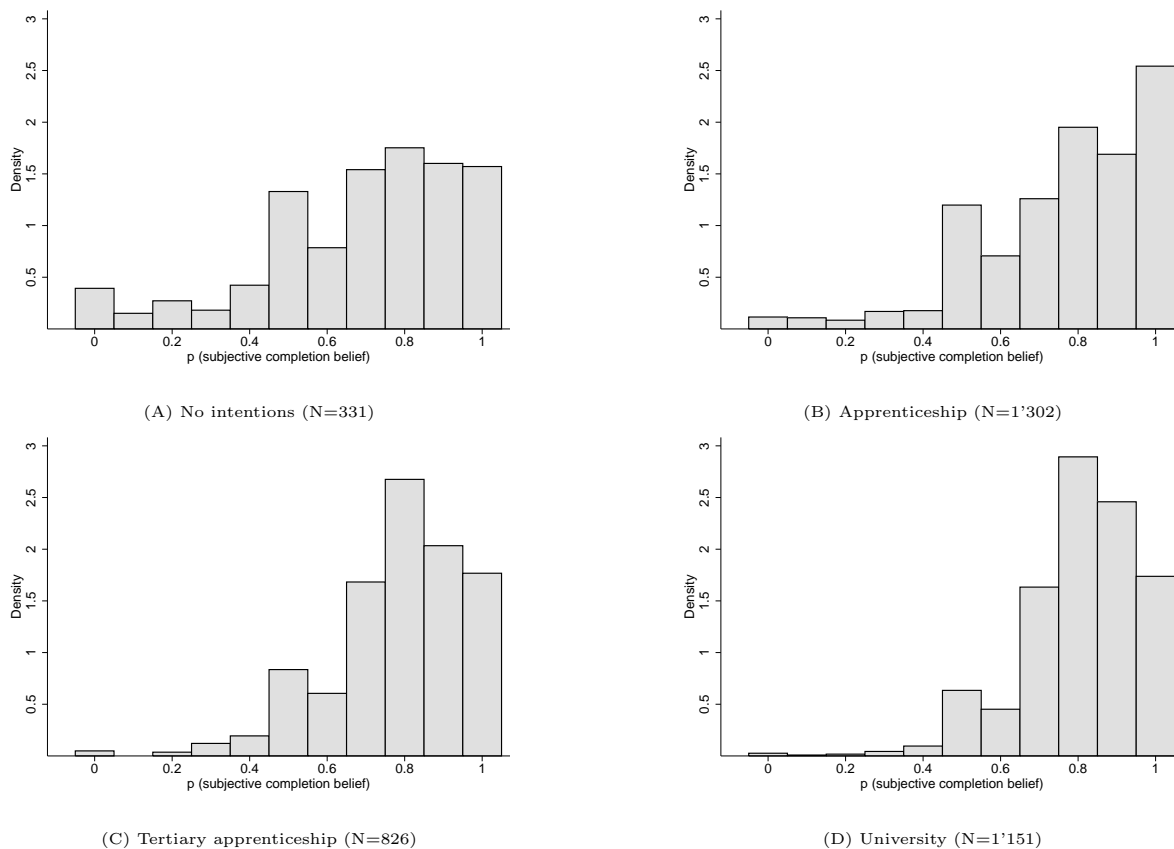 3
2.5
2
1.5
1
0.5
Density
0 0.2 0.4 0.6 0.8 1
p (subjective completion belief)
(A) No intentions (N=331)
3
2.5
2
1.5
1
0.5
Density
0 0.2 0.4 0.6 0.8 1
p (subjective completion belief)
(B) Apprenticeship (N=1'302)
3
2.5
2
1.5
1
0.5
Density
0 0.2 0.4 0.6 0.8 1
p (subjective completion belief)
(C) Tertiary apprenticeship (N=826)
3
2.5
2
1.5
1
0.5
Density
0 0.2 0.4 0.6 0.8 1
p (subjective completion belief)
(D) University (N=1'151)